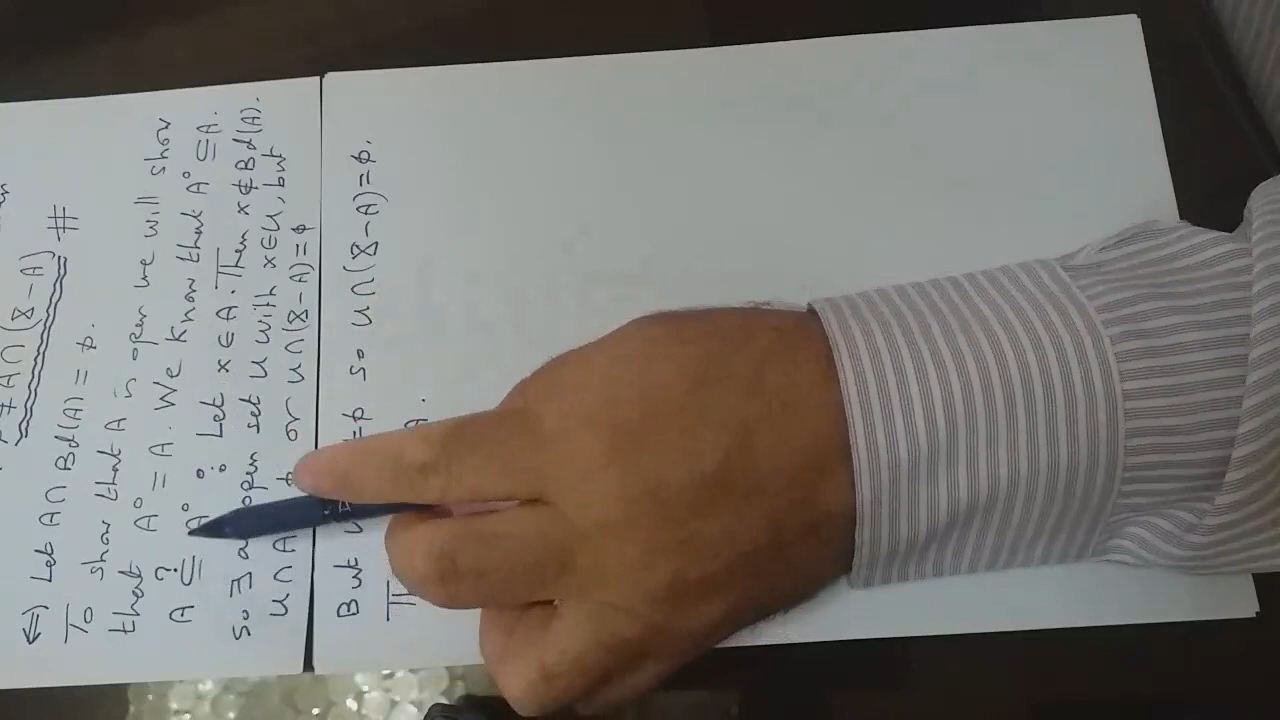 ≠ A ∩ (X - A) #
⇐) Let A ∩ Bd(A) = φ.
To show that A is open we will show
that A° = A. We know that A° ⊆ A.
A ⊆? A° : Let x ∈ A. Then x ∉ Bd(A).
so ∃ open set U with x ∈ U, but
U ∩ A φ or U ∩ (X - A) = φ
But = φ so U ∩ (X - A) = φ.